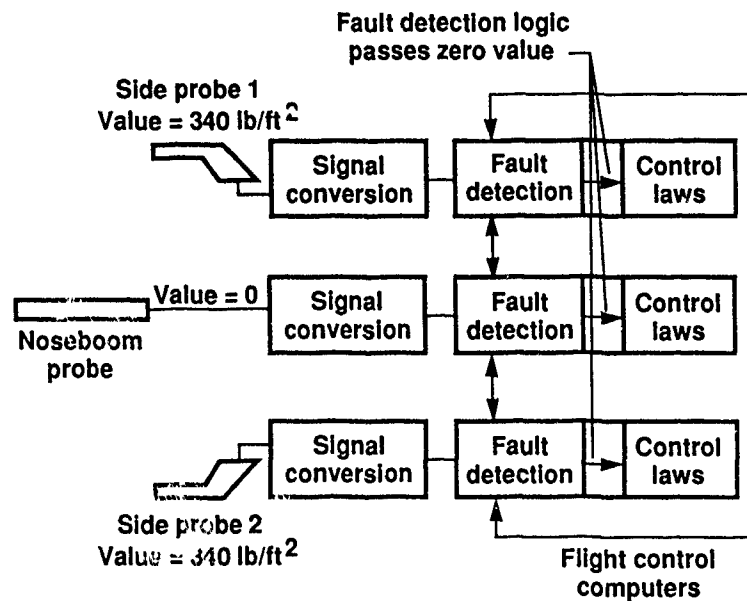 Fault detection logic
passes zero value
Side probe 1
Value = 340 lb/ft2
Signal
conversion
Fault
detection
Control
laws
Value = 0
Noseboom
probe
Signal
conversion
Fault
detection
Control
laws
Signal
conversion
Fault
detection
Control
laws
Side probe 2
Value = 340 lb/ft2
Flight control
computers